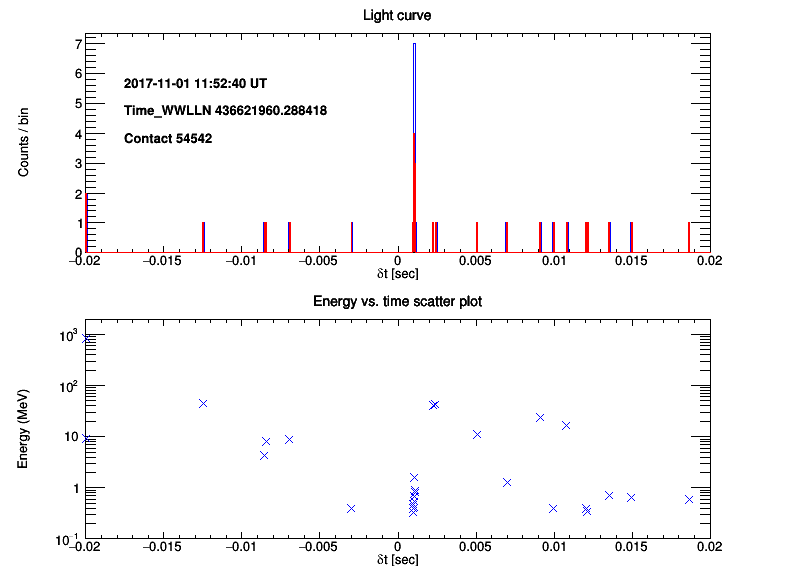 Light curve
Counts / bin
7
6
5
4
3
2
1
0
2017-11-01 11:52:40 UT
Time_WWLLN 436621960.288418
Contact 54542
−0.02 −0.015 −0.01 −0.005 0 0.005 0.01 0.015 0.02
δt [sec]
Energy vs. time scatter plot
Energy (MeV)
10³
10²
10
1
10⁻¹
−0.02 −0.015 −0.01 −0.005 0 0.005 0.01 0.015 0.02
δt [sec]